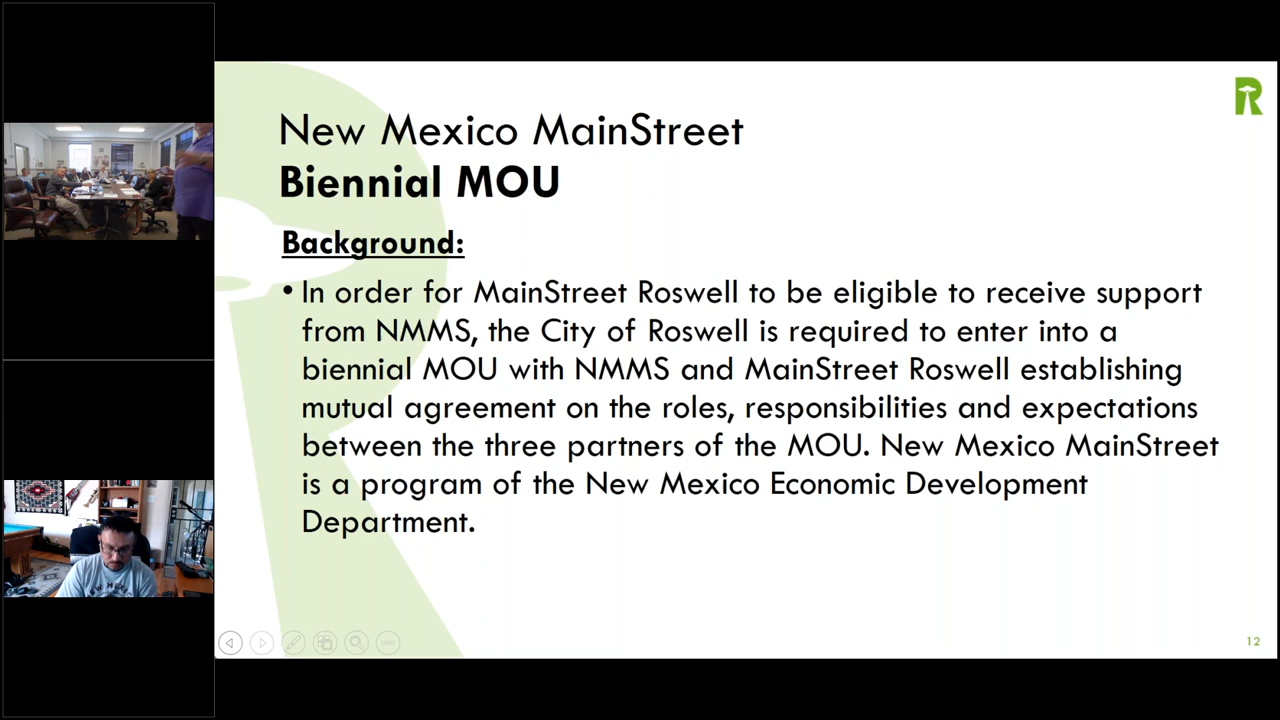 New Mexico MainStreet
Biennial MOU
Background:
• In order for MainStreet Roswell to be eligible to receive support
from NMMS, the City of Roswell is required to enter into a
biennial MOU with NMMS and MainStreet Roswell establishing
mutual agreement on the roles, responsibilities and expectations
between the three partners of the MOU. New Mexico MainStreet
is a program of the New Mexico Economic Development
Department.
12
R